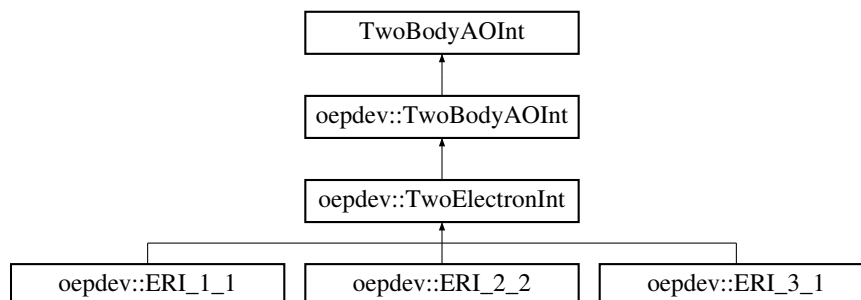 TwoBodyAOInt
oepdev::TwoBodyAOInt
oepdev::TwoElectronInt
oepdev::ERI_1_1 oepdev::ERI_2_2 oepdev::ERI_3_1